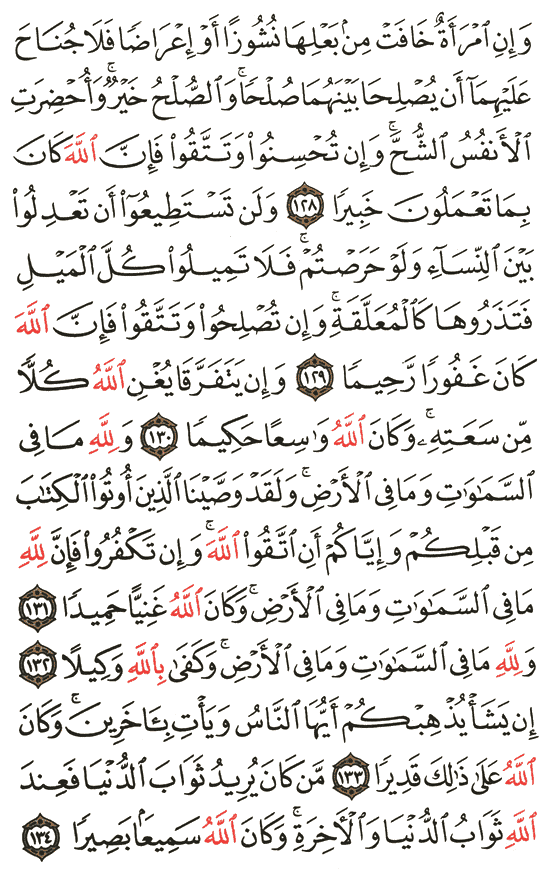 وَإِنِ ٱمْرَأَةٌ خَافَتْ مِنۢ بَعْلِهَا نُشُوزًا أَوْ إِعْرَاضًا فَلَا جُنَاحَ
عَلَيْهِمَآ أَن يُصْلِحَا بَيْنَهُمَا صُلْحًا ۚ وَٱلصُّلْحُ خَيْرٌ ۗ وَأُحْضِرَتِ
ٱلْأَنفُسُ ٱلشُّحَّ ۚ وَإِن تُحْسِنُوا۟ وَتَتَّقُوا۟ فَإِنَّ ٱللَّهَ كَانَ
بِمَا تَعْمَلُونَ خَبِيرًا ١٢٨ وَلَن تَسْتَطِيعُوٓا۟ أَن تَعْدِلُوا۟
بَيْنَ ٱلنِّسَآءِ وَلَوْ حَرَصْتُمْ ۖ فَلَا تَمِيلُوا۟ كُلَّ ٱلْمَيْلِ
فَتَذَرُوهَا كَٱلْمُعَلَّقَةِ ۚ وَإِن تُصْلِحُوا۟ وَتَتَّقُوا۟ فَإِنَّ ٱللَّهَ
كَانَ غَفُورًا رَّحِيمًا ١٢٩ وَإِن يَتَفَرَّقَا يُغْنِ ٱللَّهُ كُلًّا
مِّن سَعَتِهِۦ ۚ وَكَانَ ٱللَّهُ وَٰسِعًا حَكِيمًا ١٣٠ وَلِلَّهِ مَا فِى
ٱلسَّمَٰوَٰتِ وَمَا فِى ٱلْأَرْضِ ۗ وَلَقَدْ وَصَّيْنَا ٱلَّذِينَ أُوتُوا۟ ٱلْكِتَٰبَ
مِن قَبْلِكُمْ وَإِيَّاكُمْ أَنِ ٱتَّقُوا۟ ٱللَّهَ ۚ وَإِن تَكْفُرُوا۟ فَإِنَّ لِلَّهِ
مَا فِى ٱلسَّمَٰوَٰتِ وَمَا فِى ٱلْأَرْضِ ۚ وَكَانَ ٱللَّهُ غَنِيًّا حَمِيدًا ١٣١
وَلِلَّهِ مَا فِى ٱلسَّمَٰوَٰتِ وَمَا فِى ٱلْأَرْضِ ۚ وَكَفَىٰ بِٱللَّهِ وَكِيلًا ١٣٢
إِن يَشَأْ يُذْهِبْكُمْ أَيُّهَا ٱلنَّاسُ وَيَأْتِ بِـَٔاخَرِينَ ۚ وَكَانَ
ٱللَّهُ عَلَىٰ ذَٰلِكَ قَدِيرًا ١٣٣ مَّن كَانَ يُرِيدُ ثَوَابَ ٱلدُّنْيَا فَعِندَ
ٱللَّهِ ثَوَابُ ٱلدُّنْيَا وَٱلْأَخِرَةِ ۚ وَكَانَ ٱللَّهُ سَمِيعًۢا بَصِيرًا ١٣٤